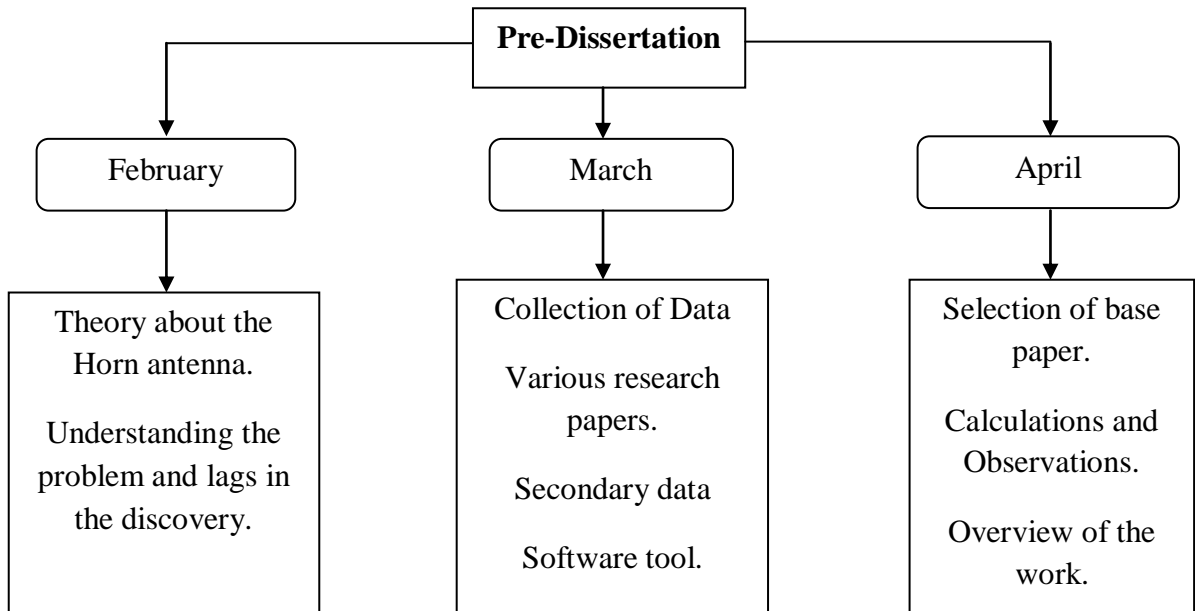 Pre-Dissertation
February
March
April
Theory about the
Horn antenna.
Understanding the
problem and lags in
the discovery.
Collection of Data
Various research
papers.
Secondary data
Software tool.
Selection of base
paper.
Calculations and
Observations.
Overview of the
work.